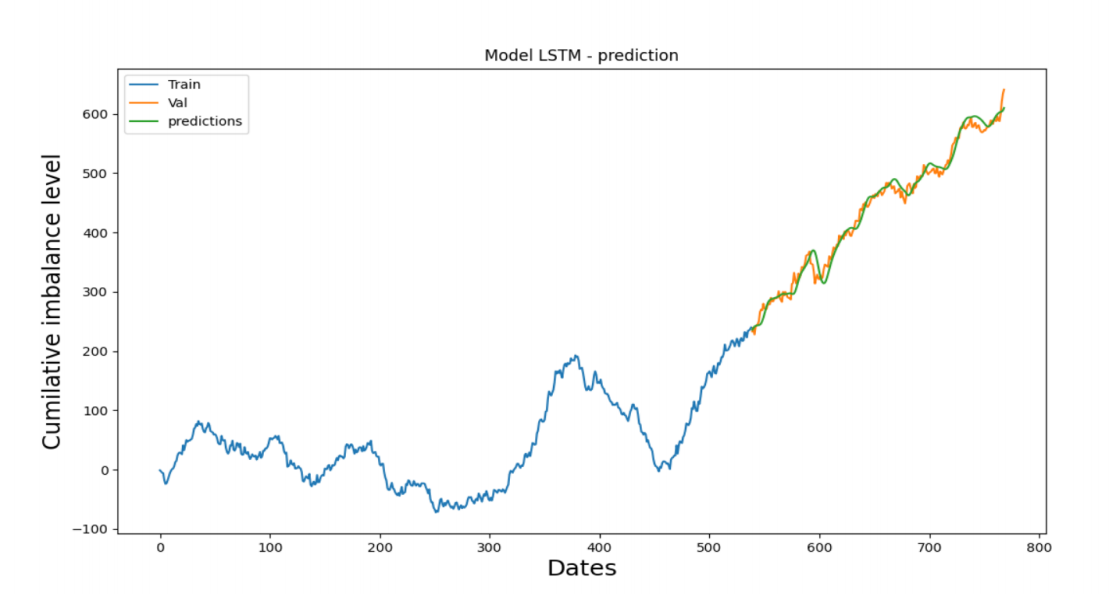 Model LSTM - prediction
Train
Val
predictions
Cumilative imbalance level
600
500
400
300
200
100
0
−100
0 100 200 300 400 500 600 700 800
Dates